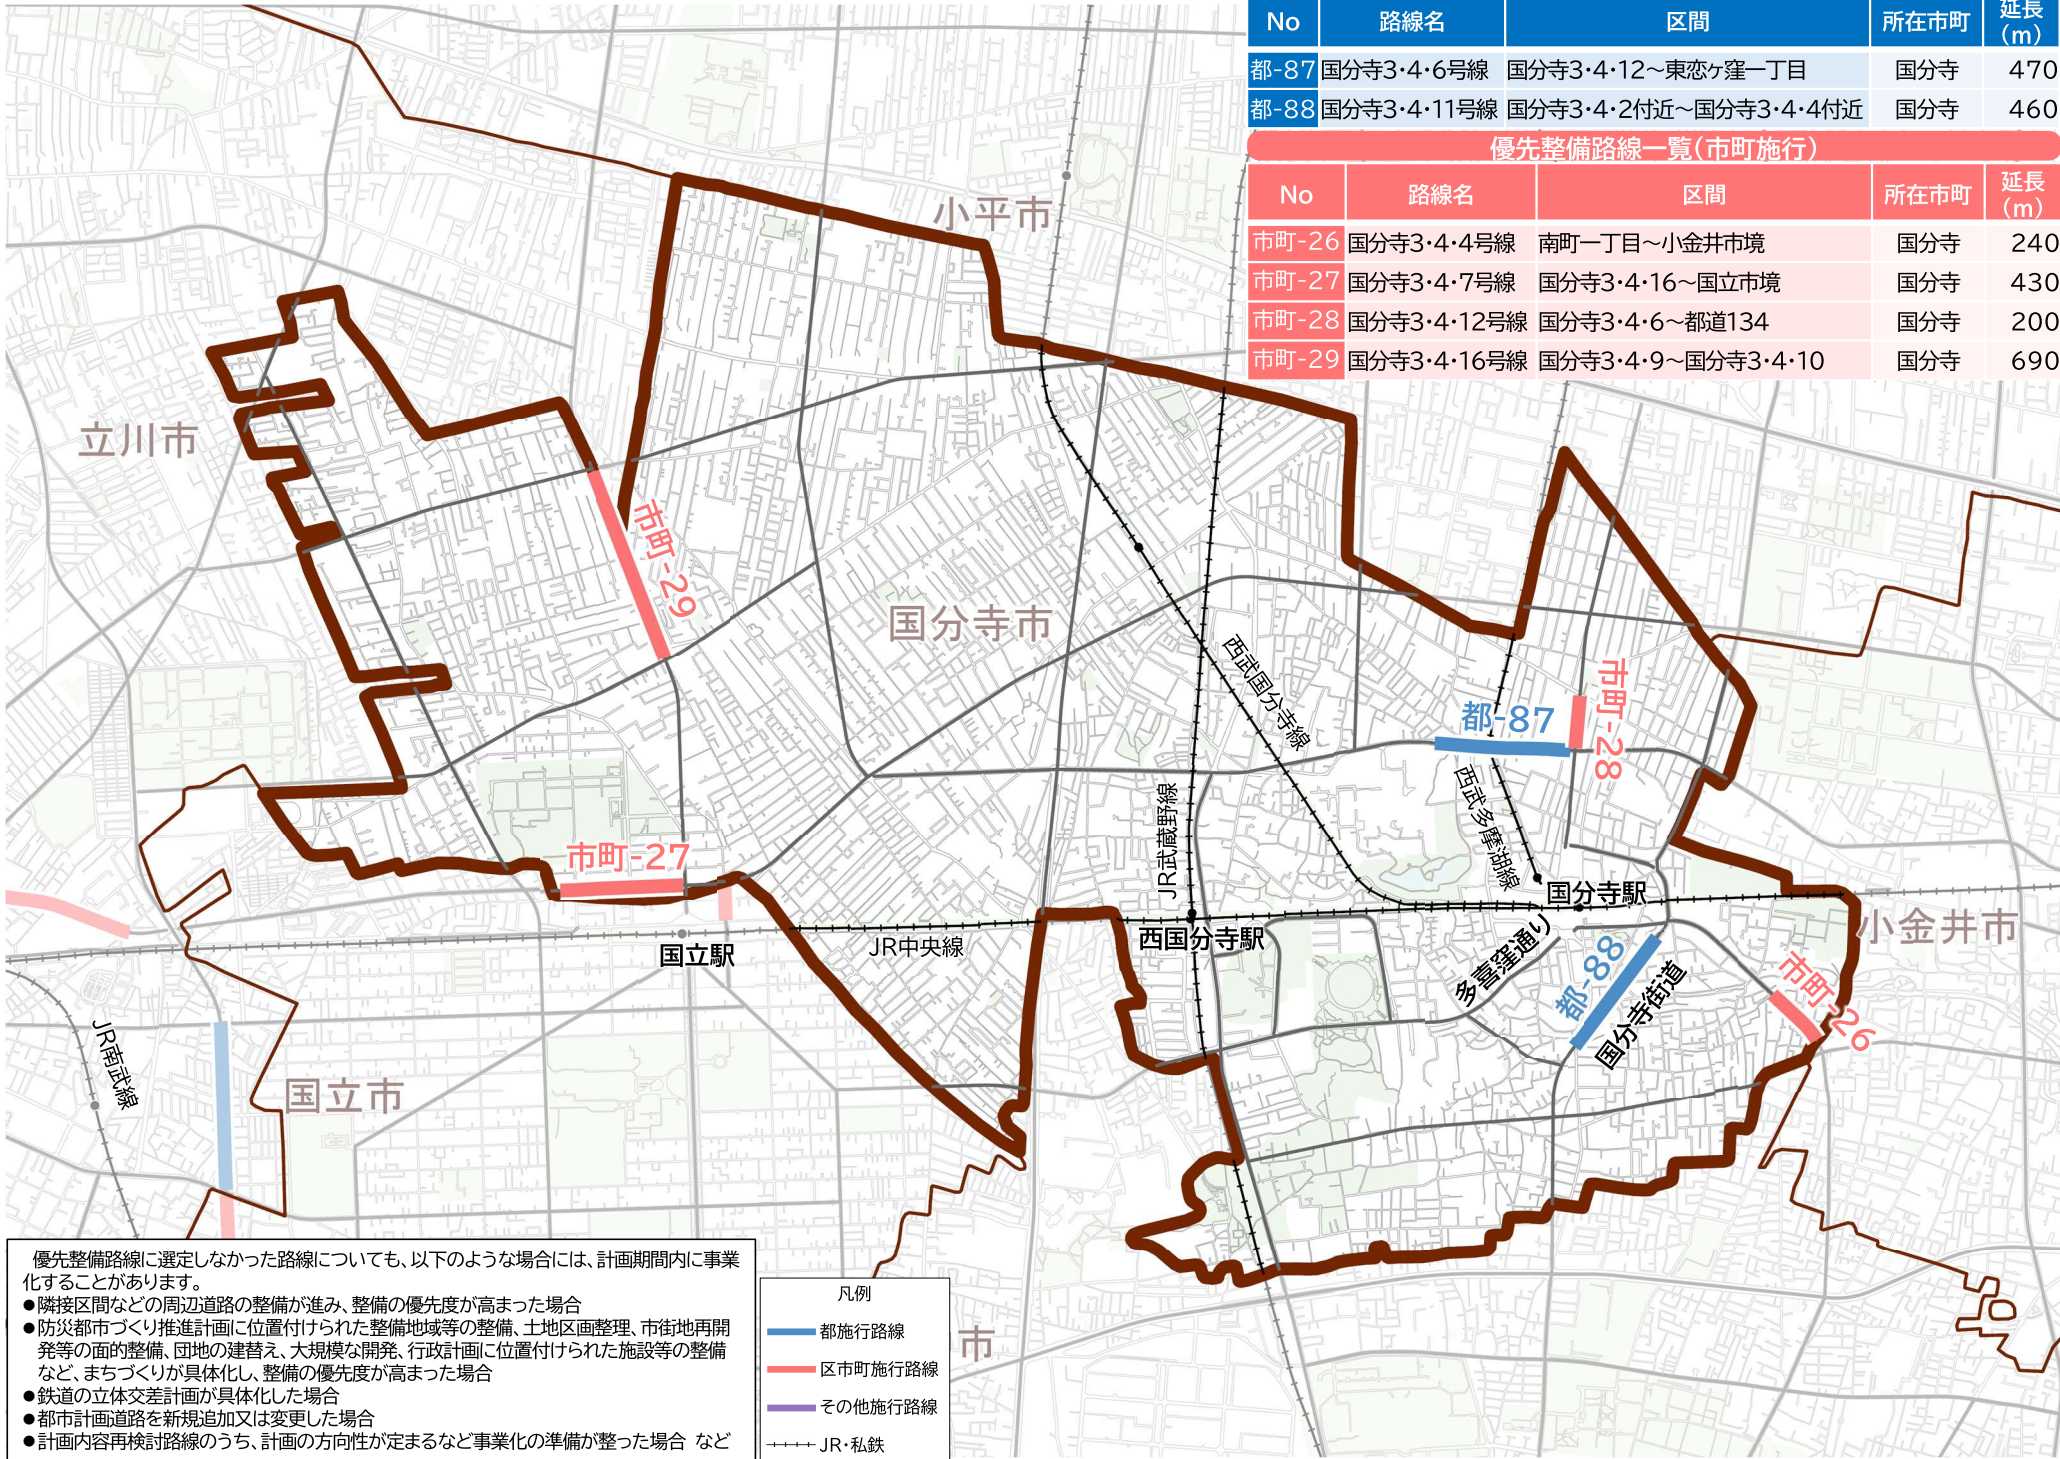 No 路線名 区間 所在市町 延長(m)
都-87 国分寺3・4・6号線 国分寺3・4・12～東恋ヶ窪一丁目 国分寺 470
都-88 国分寺3・4・11号線 国分寺3・4・2付近～国分寺3・4・4付近 国分寺 460
優先整備路線一覧(市町施行)
No 路線名 区間 所在市町 延長(m)
市町-26 国分寺3・4・4号線 南町一丁目～小金井市境 国分寺 240
市町-27 国分寺3・4・7号線 国分寺3・4・16～国立市境 国分寺 430
市町-28 国分寺3・4・12号線 国分寺3・4・6～都道134 国分寺 200
市町-29 国分寺3・4・16号線 国分寺3・4・9～国分寺3・4・10 国分寺 690
小平市
立川市
市町-29
国分寺市
西武国分寺線
都-87
市町-28
西武多摩湖線
JR武蔵野線
市町-27
国分寺駅
西国分寺駅
国立駅
JR中央線
多喜窪通り
都-88
国分寺街道
市町-26
小金井市
JR南武線
国立市
市
優先整備路線に選定しなかった路線についても、以下のような場合には、計画期間内に事業
化することがあります。
●隣接区間などの周辺道路の整備が進み、整備の優先度が高まった場合
●防災都市づくり推進計画に位置付けられた整備地域等の整備、土地区画整理、市街地再開
発等の面的整備、団地の建替え、大規模な開発、行政計画に位置付けられた施設等の整備
など、まちづくりが具体化し、整備の優先度が高まった場合
●鉄道の立体交差計画が具体化した場合
●都市計画道路を新規追加又は変更した場合
●計画内容再検討路線のうち、計画の方向性が定まるなど事業化の準備が整った場合 など
凡例
都施行路線
区市町施行路線
その他施行路線
JR・私鉄